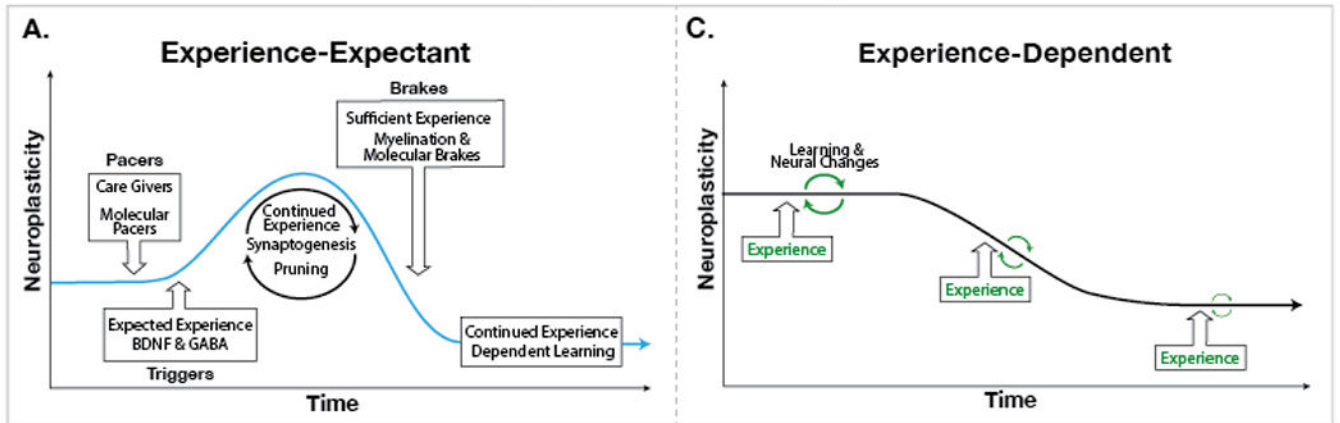 A.
Experience-Expectant
Neuroplasticity
Pacers
Care Givers
Molecular
Pacers
Expected Experience
BDNF & GABA
Triggers
Continued
Experience
Synaptogenesis
Pruning
Brakes
Sufficient Experience
Myelination &
Molecular Brakes
Continued Experience
Dependent Learning
Time
C.
Experience-Dependent
Neuroplasticity
Learning &
Neural Changes
Experience
Experience
Experience
Time